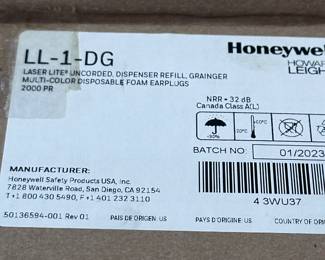 Honeywell
HOWAR
LEIGH
LL-1-DG
LASER LITE® UNCORDED, DISPENSER REFILL, GRAINGER
MULTI-COLOR DISPOSABLE FOAM EARPLUGS
2000 PR
NRR = 32 dB
Canada Class A(L)
BATCH NO: 01/2023
MANUFACTURER:
Honeywell Safety Products USA, Inc.
7828 Waterville Road, San Diego, CA 92154
T+1 800 430 5490, F+1 401 232 3110
4 3WU37
50136594-001 Rev 01
PAIS DE ORIGEN: US
PAYS D'ORIGINE: US
COUNTRY OF ORI